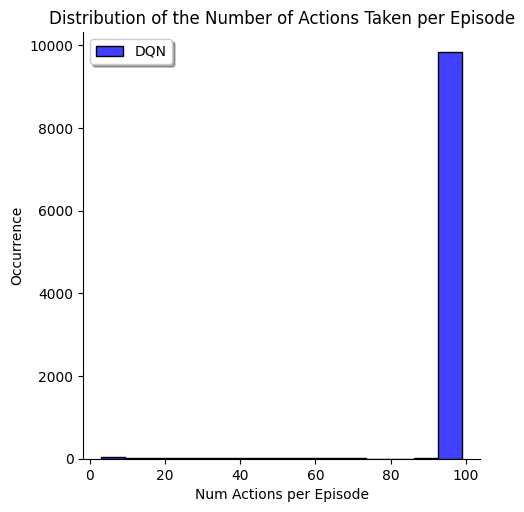 Distribution of the Number of Actions Taken per Episode
DQN
10000
8000
6000
4000
2000
0
Occurrence
0 20 40 60 80 100
Num Actions per Episode